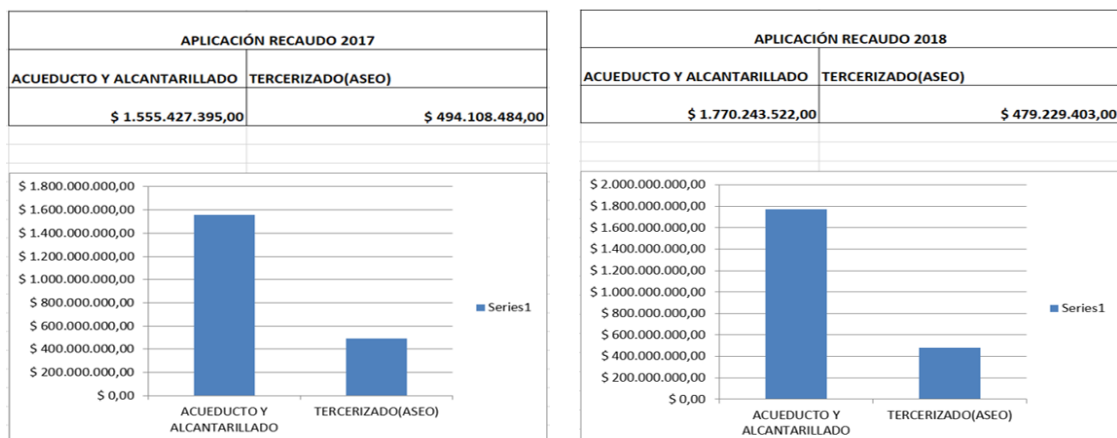 APLICACIÓN RECAUDO 2017
ACUEDUCTO Y ALCANTARILLADO TERCERIZADO(ASEO)
$ 1.555.427.395,00 $ 494.108.484,00
$ 1.800.000.000,00
$ 1.600.000.000,00
$ 1.400.000.000,00
$ 1.200.000.000,00
$ 1.000.000.000,00
$ 800.000.000,00
$ 600.000.000,00
$ 400.000.000,00
$ 200.000.000,00
$ 0,00
ACUEDUCTO Y
ALCANTARILLADO
TERCERIZADO(ASEO)
Series1
APLICACIÓN RECAUDO 2018
ACUEDUCTO Y ALCANTARILLADO TERCERIZADO(ASEO)
$ 1.770.243.522,00 $ 479.229.403,00
$ 2.000.000.000,00
$ 1.800.000.000,00
$ 1.600.000.000,00
$ 1.400.000.000,00
$ 1.200.000.000,00
$ 1.000.000.000,00
$ 800.000.000,00
$ 600.000.000,00
$ 400.000.000,00
$ 200.000.000,00
$ 0,00
ACUEDUCTO Y
ALCANTARILLADO
TERCERIZADO(ASEO)
Series1